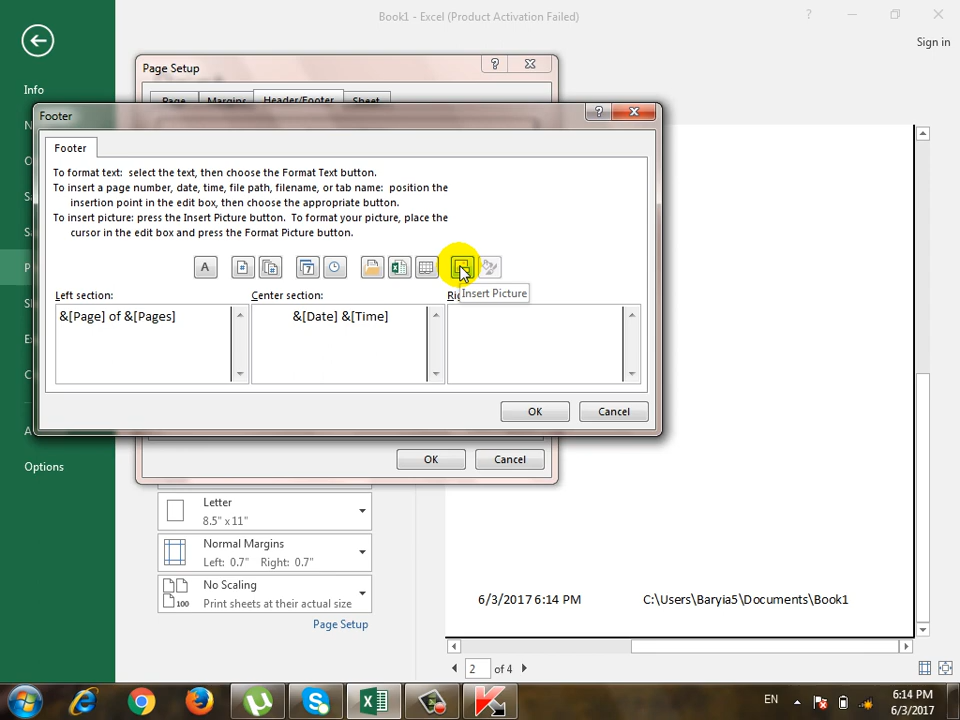 Book1 - Excel (Product Activation Failed)
Sign in
Info
Page Setup
Page Margins Header/Footer Sheet
Footer
Footer
To format text: select the text, then choose the Format Text button.
To insert a page number, date, time, file path, filename, or tab name: position the
insertion point in the edit box, then choose the appropriate button.
To insert picture: press the Insert Picture button. To format your picture, place the
cursor in the edit box and press the Format Picture button.
Insert Picture
Left section:
Center section:
&[Page] of &[Pages]
&[Date] &[Time]
OK
Cancel
OK
Cancel
Options
Letter
8.5" x 11"
Normal Margins
Left: 0.7" Right: 0.7"
No Scaling
100
Print sheets at their actual size
Page Setup
6/3/2017 6:14 PM
C:\Users\Baryia5\Documents\Book1
2 of 4
EN
6:14 PM
6/3/2017